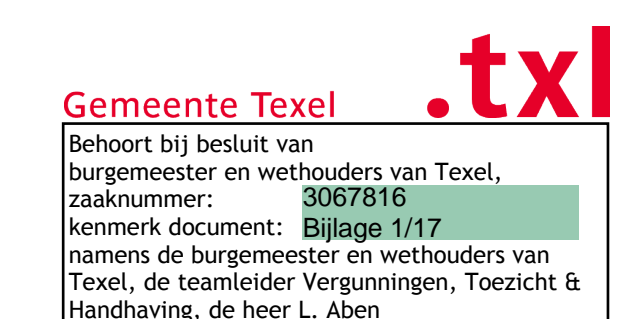 .txl
Gemeente Texel
Behoort bij besluit van
burgemeester en wethouders van Texel,
zaaknummer: 3067816
kenmerk document: Bijlage 1/17
namens de burgemeester en wethouders van
Texel, de teamleider Vergunningen, Toezicht &
Handhaving, de heer L. Aben